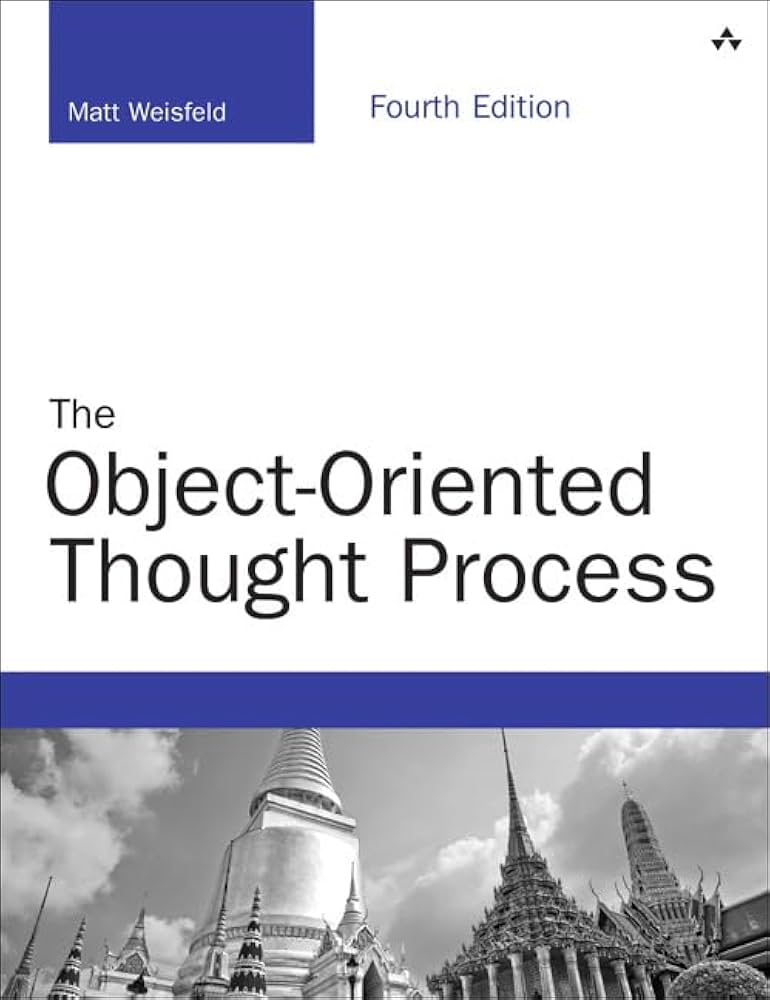 Matt Weisfeld
Fourth Edition
The
Object-Oriented
Thought Process